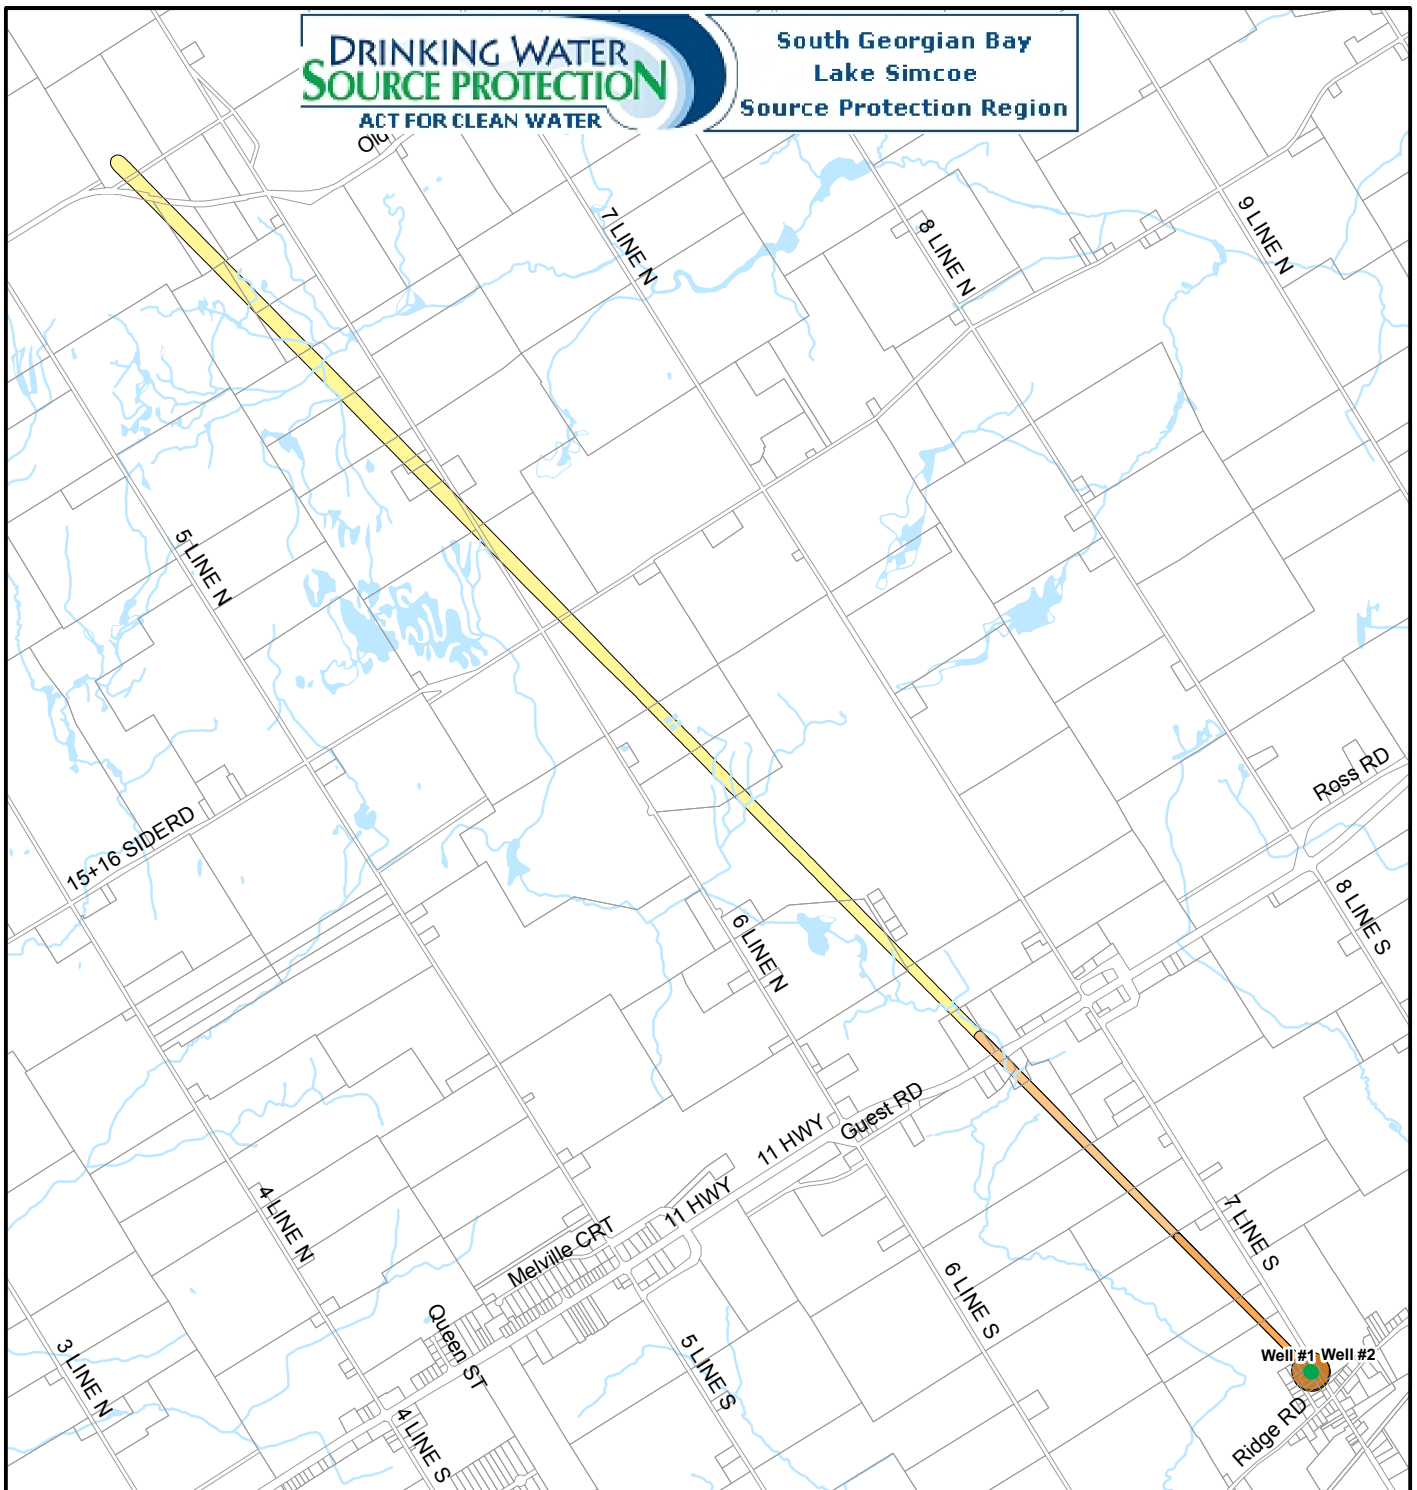 DRINKING WATER
SOURCE PROTECTION
ACT FOR CLEAN WATER
South Georgian Bay
Lake Simcoe
Source Protection Region
Old
7 LINE N
8 LINE N
9 LINE N
5 LINE N
15+16 SIDERD
Ross RD
8 LINE S
6 LINE N
Guest RD
11 HWY
11 HWY
4 LINE N
Melville CRT
7 LINE S
6 LINE S
Queen ST
5 LINE S
3 LINE N
Well #1
Well #2
Ridge RD
4 LINE S